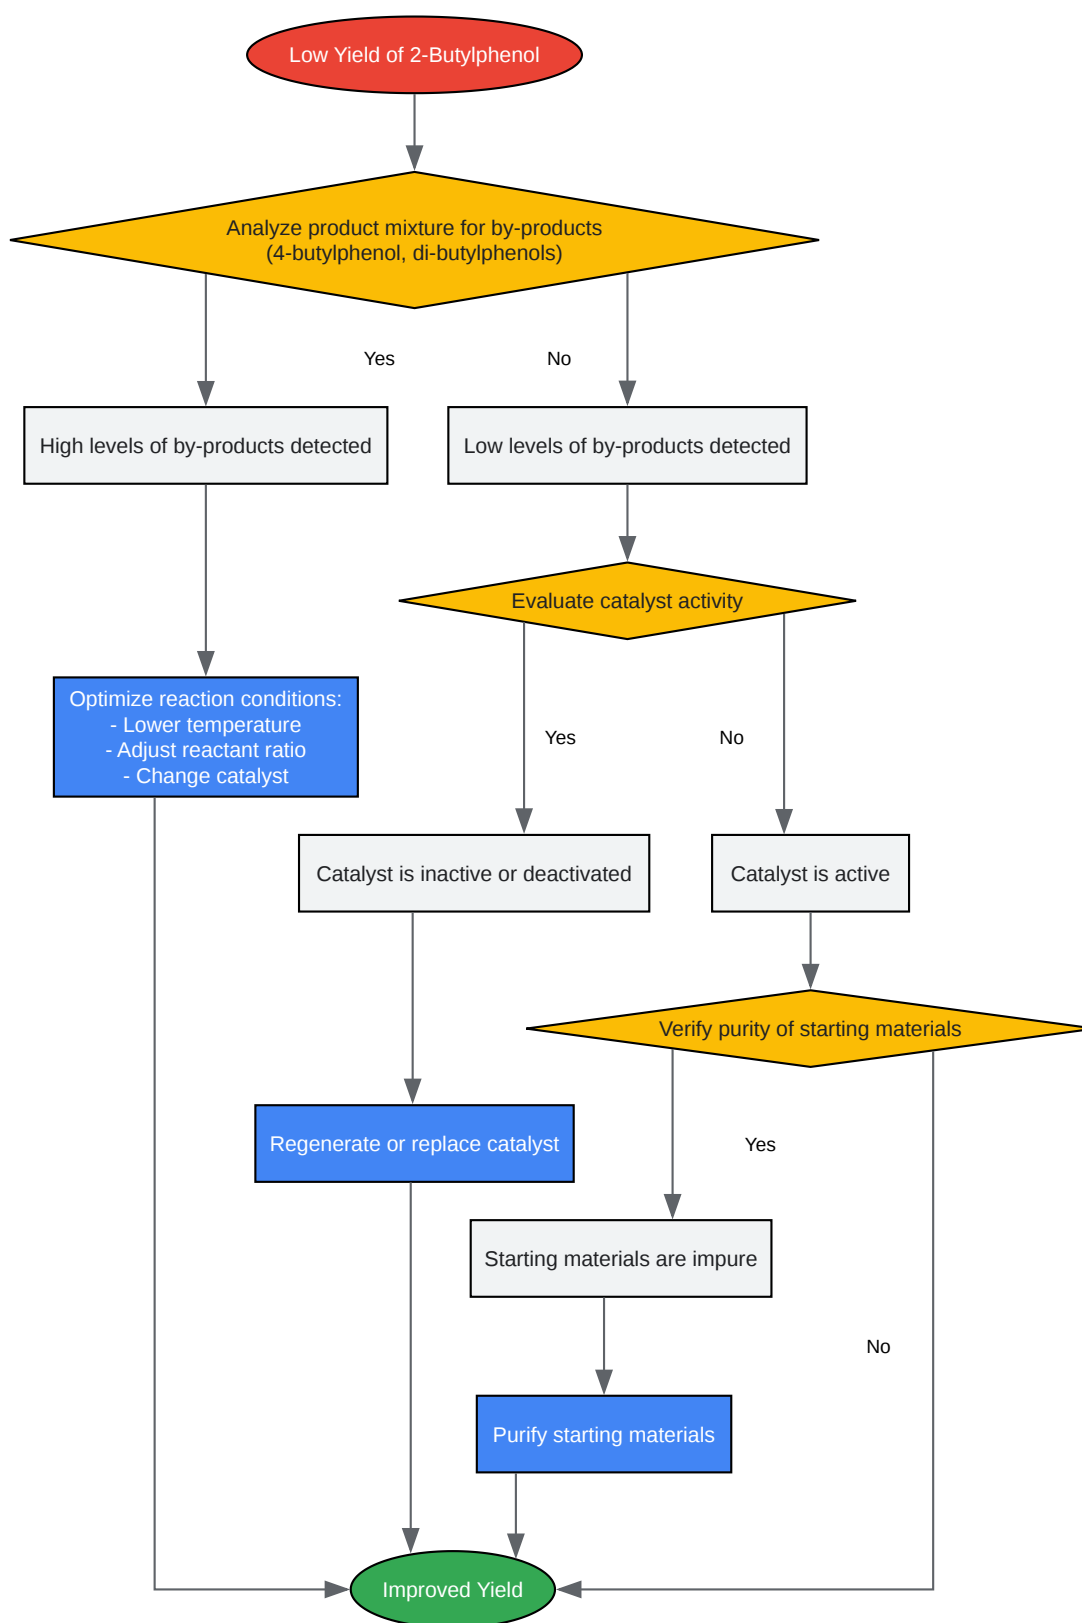 Low Yield of 2-Butylphenol
Analyze product mixture for by-products
(4-butylphenol, di-butylphenols)
Yes
No
High levels of by-products detected
Low levels of by-products detected
Evaluate catalyst activity
Optimize reaction conditions:
- Lower temperature
- Adjust reactant ratio
- Change catalyst
Yes
No
Catalyst is inactive or deactivated
Catalyst is active
Verify purity of starting materials
Regenerate or replace catalyst
Yes
Starting materials are impure
No
Purify starting materials
Improved Yield